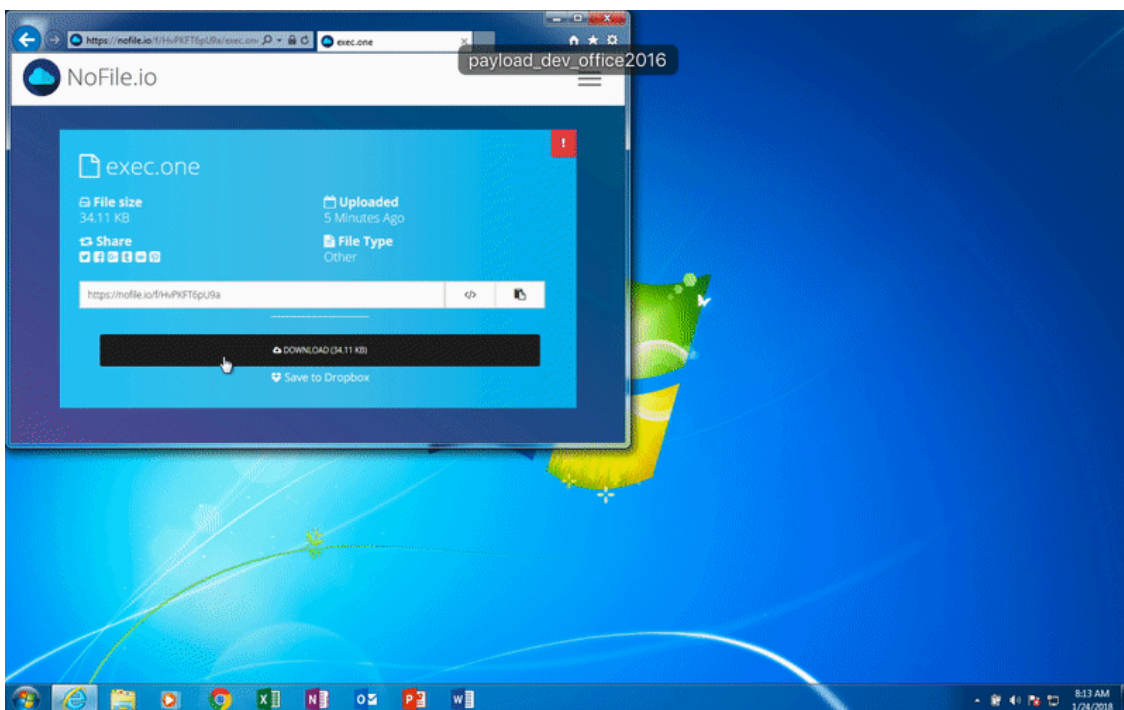 https://nofile.io/f/HvPKFT6pU9a/exec.one
exec.one
payload_dev_office2016
NoFile.io
!
exec.one
File size
34.11 KB
Uploaded
5 Minutes Ago
Share
File Type
Other
https://nofile.io/f/HvPKFT6pU9a
</>
DOWNLOAD (34.11 KB)
Save to Dropbox
8:13 AM
1/24/2018